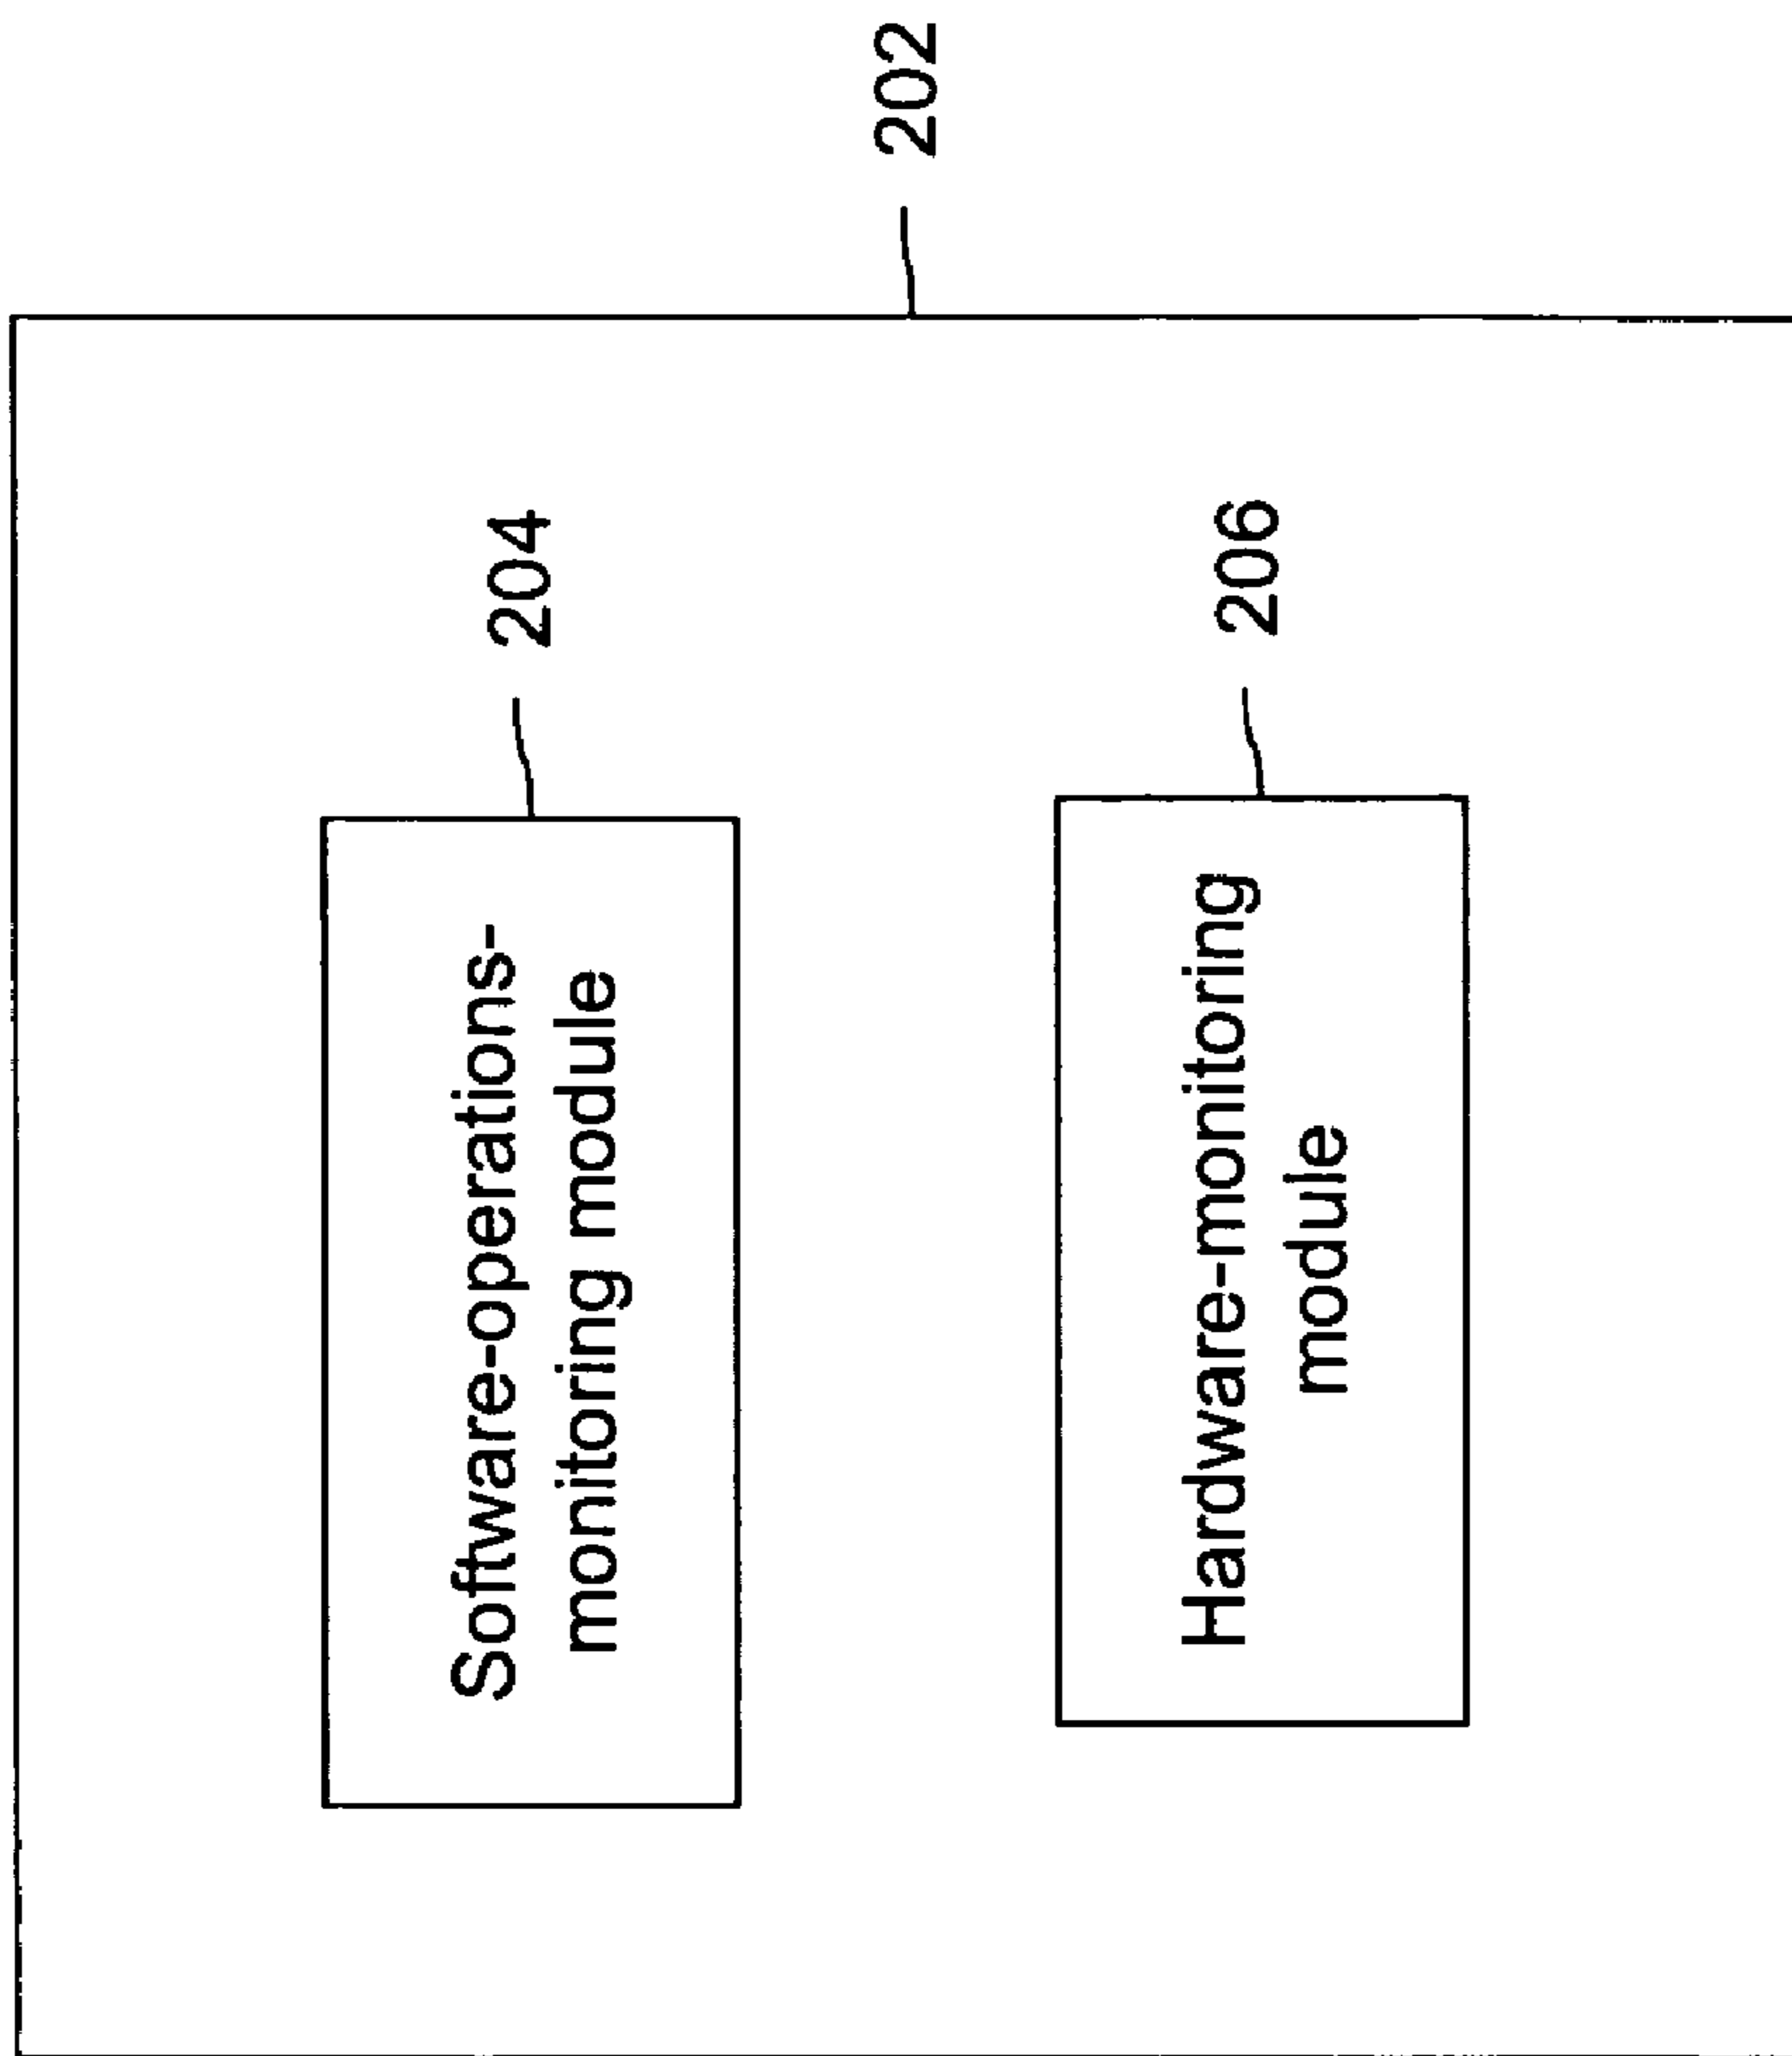 202
204
Software-operations-
monitoring module
206
Hardware-monitoring
module